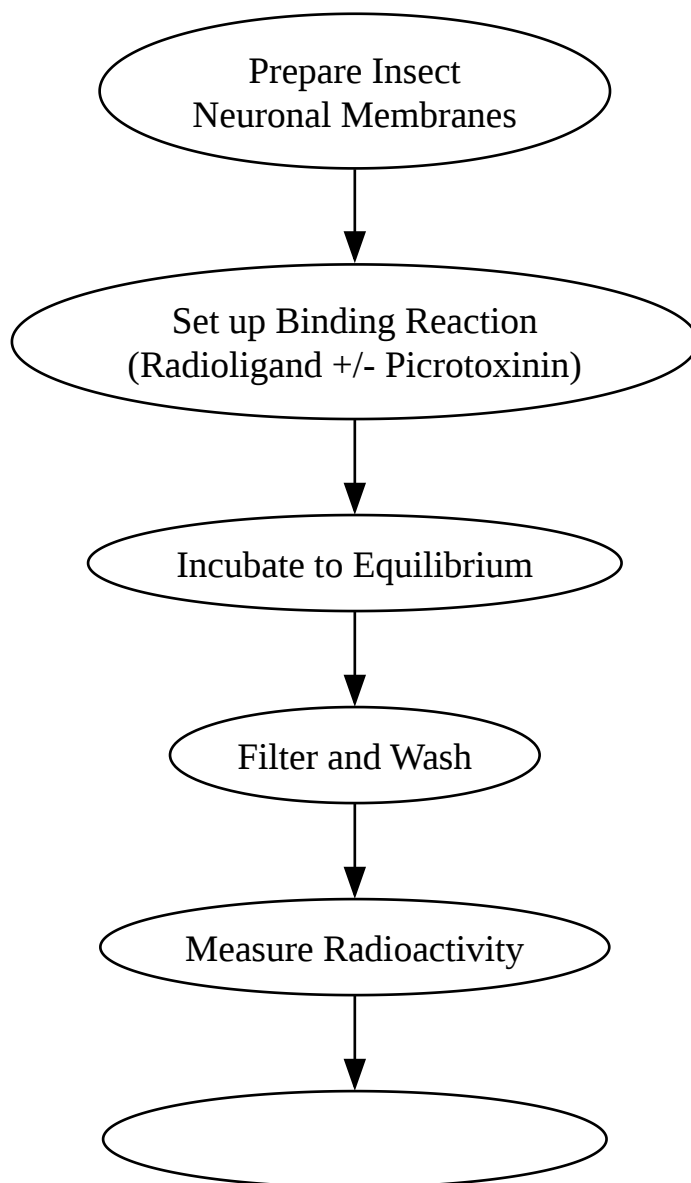 Prepare Insect
Neuronal Membranes
Set up Binding Reaction
(Radioligand +/- Picrotoxinin)
Incubate to Equilibrium
Filter and Wash
Measure Radioactivity